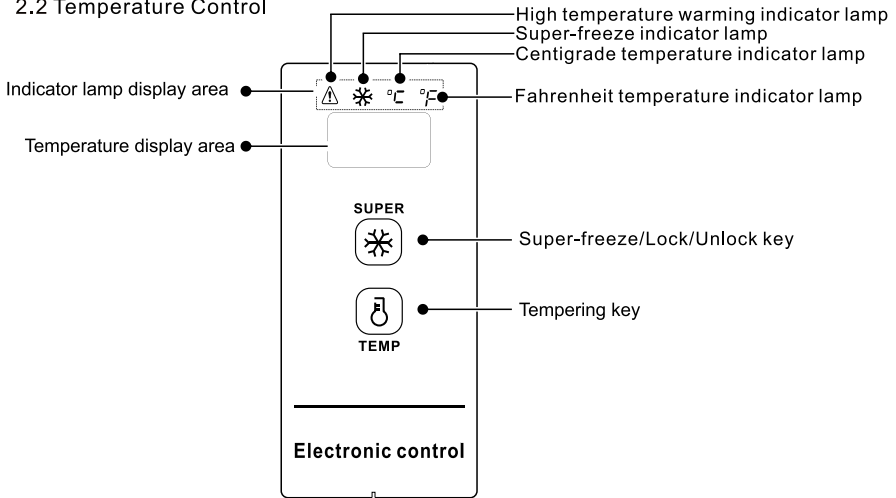 2.2 Temperature Control
High temperature warming indicator lamp
Super-freeze indicator lamp
Centigrade temperature indicator lamp
Indicator lamp display area
°C °F
Fahrenheit temperature indicator lamp
Temperature display area
SUPER
Super-freeze/Lock/Unlock key
Tempering key
TEMP
Electronic control